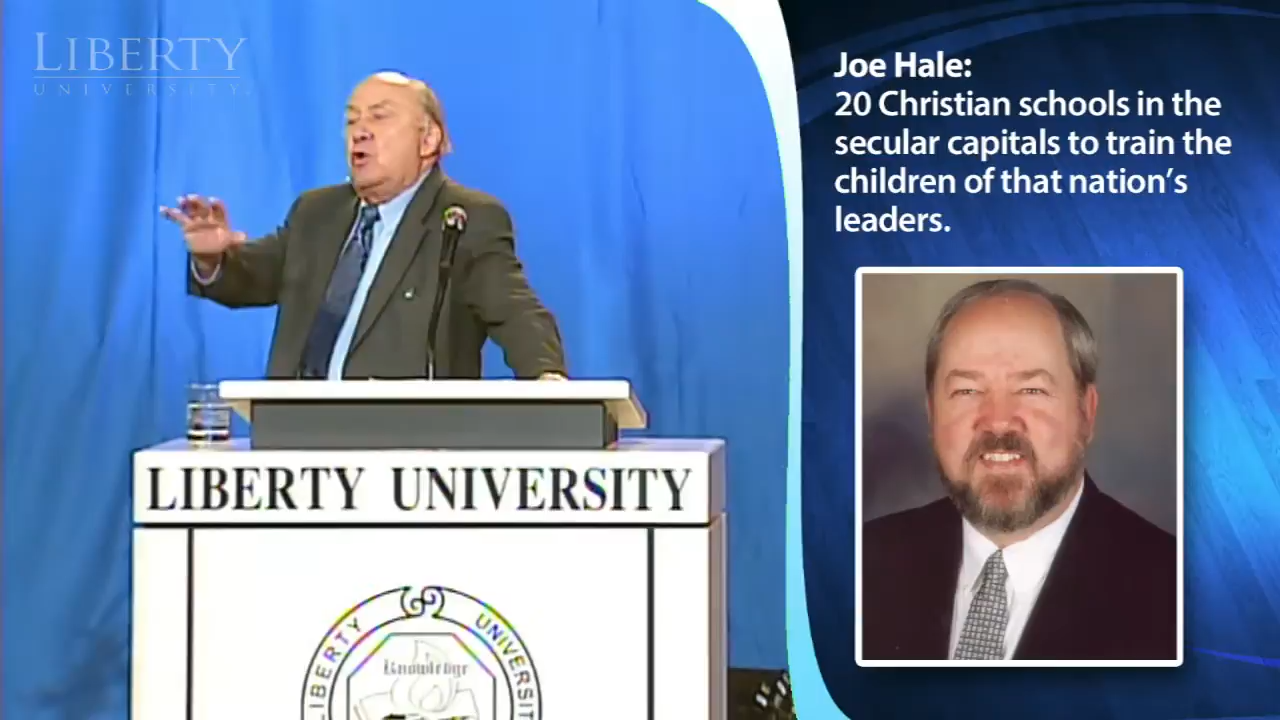 LIBERTY
UNIVERSITY
Joe Hale:
20 Christian schools in the
secular capitals to train the
children of that nation's
leaders.
LIBERTY UNIVERSITY
LIBERTY UNIVERSITY
Knowledge